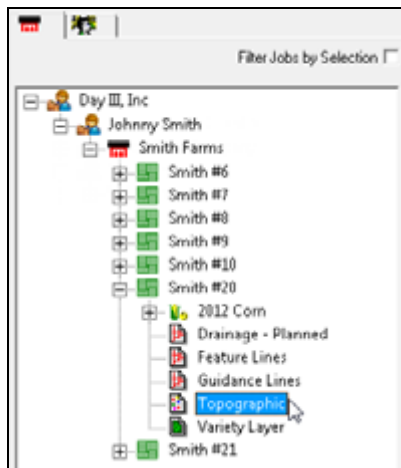 Filter Jobs by Selection
Day III, Inc
Johnny Smith
Smith Farms
Smith #6
Smith #7
Smith #8
Smith #9
Smith #10
Smith #20
2012 Corn
Drainage - Planned
Feature Lines
Guidance Lines
Topographic
Variety Layer
Smith #21